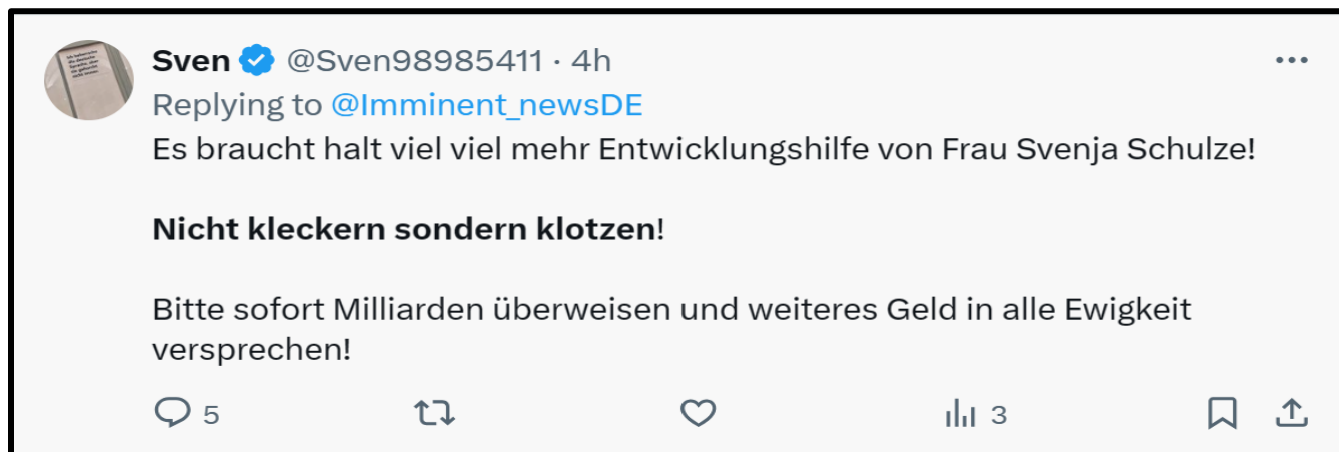 Sven @Sven98985411 · 4h
Replying to @Imminent_newsDE
Es braucht halt viel viel mehr Entwicklungshilfe von Frau Svenja Schulze!
Nicht kleckern sondern klotzen!
Bitte sofort Milliarden überweisen und weiteres Geld in alle Ewigkeit
versprechen!
5
3